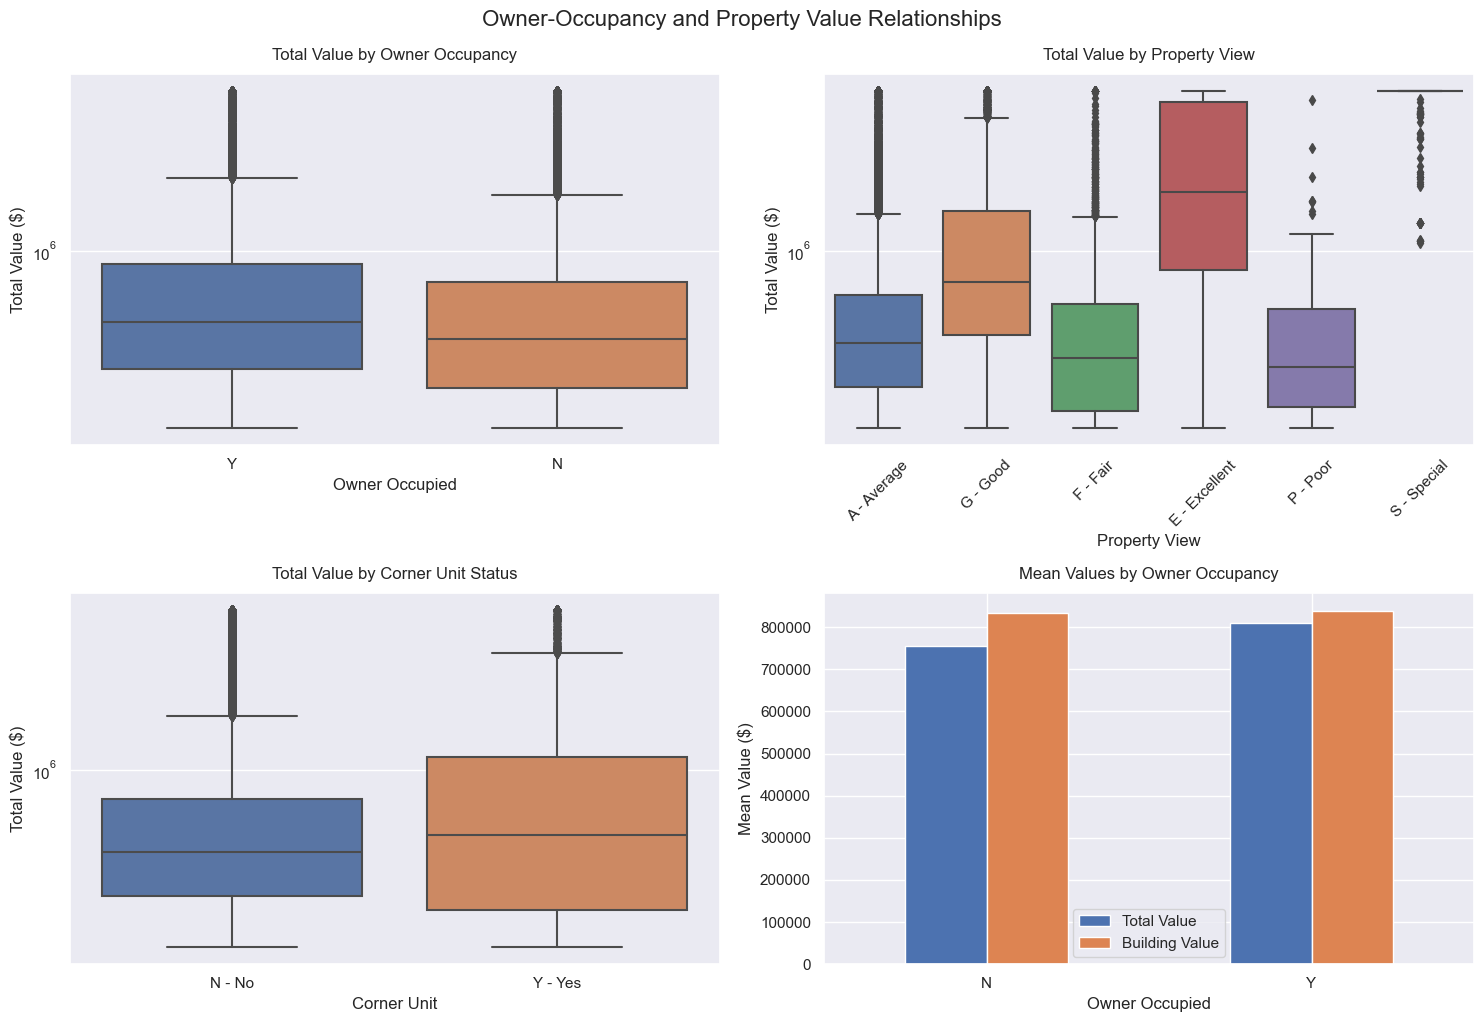 Owner-Occupancy and Property Value Relationships
Total Value by Owner Occupancy
Total Value ($)
10^6
Y
N
Owner Occupied
Total Value by Property View
Total Value ($)
10^6
A - Average
G - Good
F - Fair
E - Excellent
P - Poor
S - Special
Property View
Total Value by Corner Unit Status
Total Value ($)
10^6
N - No
Y - Yes
Corner Unit
Mean Values by Owner Occupancy
Mean Value ($)
800000
700000
600000
500000
400000
300000
200000
100000
0
Total Value
Building Value
N
Y
Owner Occupied